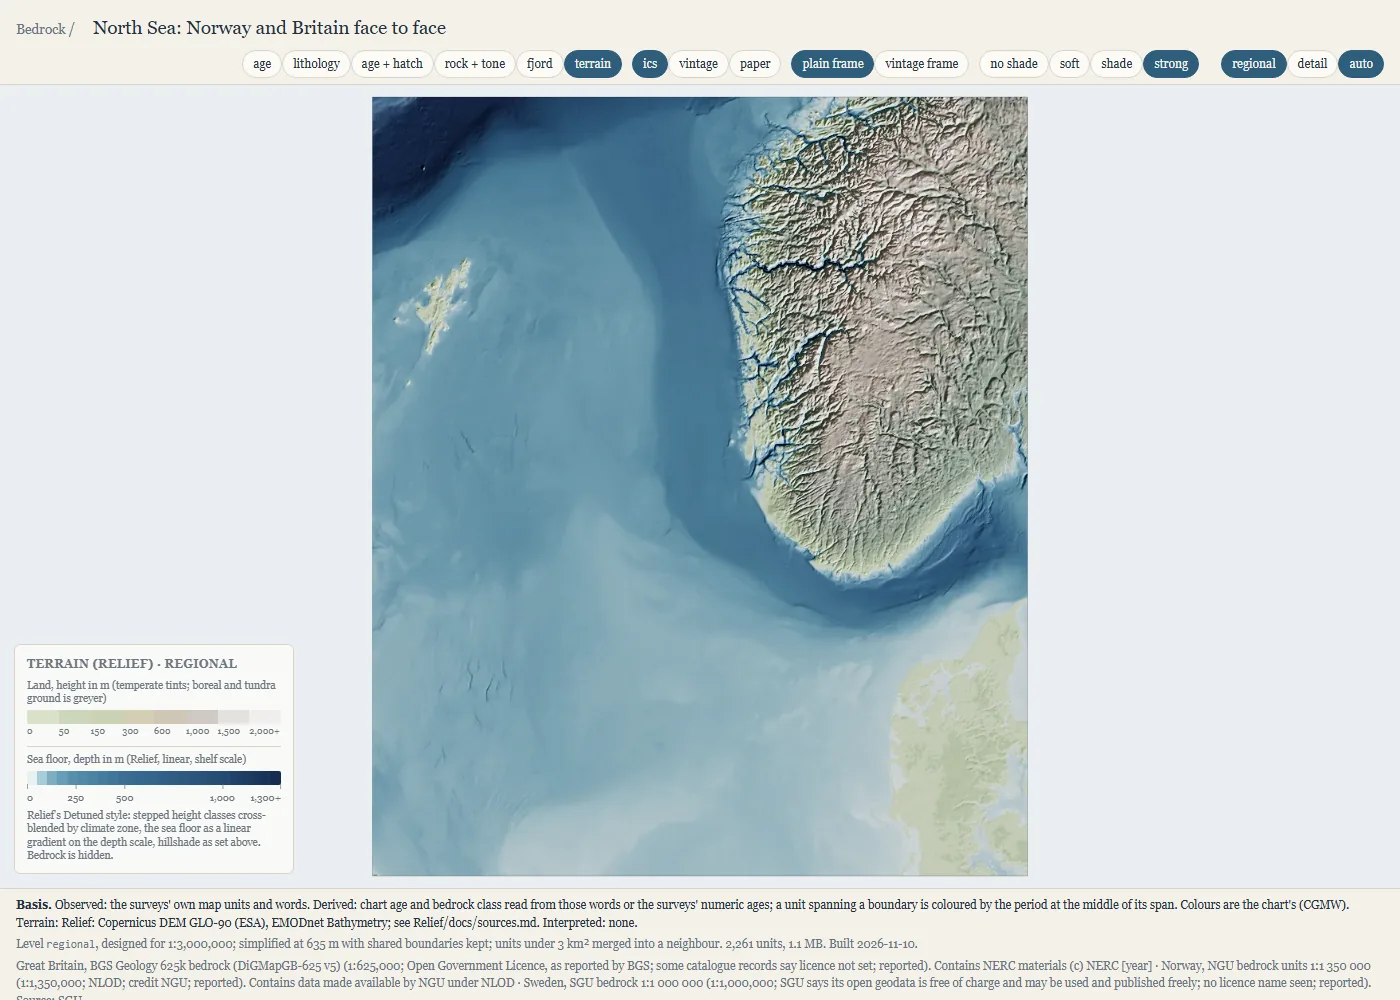 Bedrock / North Sea: Norway and Britain face to face
age lithology age + hatch rock + tone fjord terrain ics vintage paper plain frame vintage frame no shade soft shade strong regional detail auto
TERRAIN (RELIEF) · REGIONAL
Land, height in m (temperate tints; boreal and tundra
ground is greyer)
0 50 150 300 600 1,000 1,500 2,000+
Sea floor, depth in m (Relief, linear, shelf scale)
0 250 500 1,000 1,300+
Relief's Detuned style: stepped height classes cross-
blended by climate zone, the sea floor as a linear
gradient on the depth scale, hillshade as set above.
Bedrock is hidden.
Basis. Observed: the surveys' own map units and words. Derived: chart age and bedrock class read from those words or the surveys' numeric ages; a unit spanning a boundary is coloured by the period at the middle of its span. Colours are the chart's (CGMW).
Terrain: Relief: Copernicus DEM GLO-90 (ESA), EMODnet Bathymetry; see Relief/docs/sources.md. Interpreted: none.
Level regional, designed for 1:3,000,000; simplified at 635 m with shared boundaries kept; units under 3 km² merged into a neighbour. 2,261 units, 1.1 MB. Built 2026-11-10.
Great Britain, BGS Geology 625k bedrock (DiGMapGB-625 v5) (1:625,000; Open Government Licence, as reported by BGS; some catalogue records say licence not set; reported). Contains NERC materials (c) NERC [year] · Norway, NGU bedrock units 1:1 350 000
(1:1,350,000; NLOD; credit NGU; reported). Contains data made available by NGU under NLOD · Sweden, SGU bedrock 1:1 000 000 (1:1,000,000; SGU says its open geodata is free of charge and may be used and published freely; no licence name seen; reported).
Source: SGU